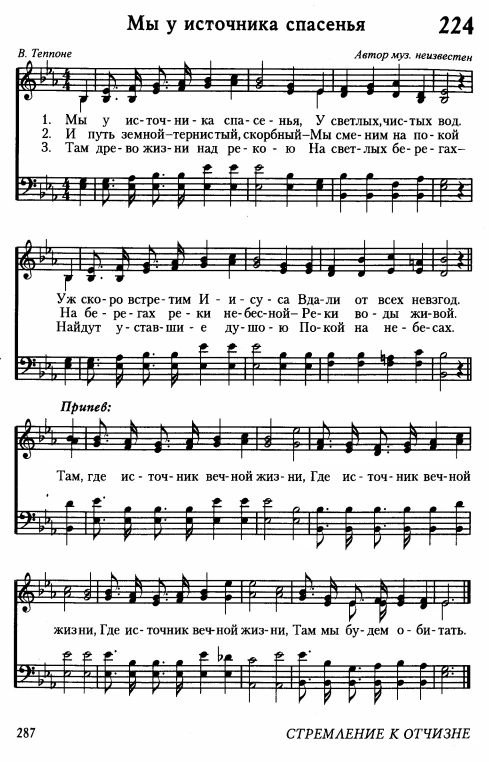 Мы у источника спасенья 224
В. Теппоне Автор муз. неизвестен
1. Мы у ис-точ-ни-ка спа-се-нья, У светлых,чис-тых вод.
2. И путь земной-тернистый,скорбный-Мы сме-ним на по-кой
3. Там дре-во жиз-ни над ре-ко-ю На свет-лых бе-ре-гах-
Уж ско-ро встре-тим И-и-су-са Вда-ли от всех невзгод.
На бе-ре-гах ре-ки не-бес-ной- Ре-ки во-ды жи-вой.
Найдут у-став-ши-е ду-шо-ю По-кой на не-бе-сах.
Припев:
Там, где ис-точ-ник веч-ной жиз-ни, Где ис-точ-ник веч-ной
жизни, Где ис-точ-ник веч-ной жиз-ни, Там мы бу-дем о-би-тать.
287 СТРЕМЛЕНИЕ К ОТЧИЗНЕ